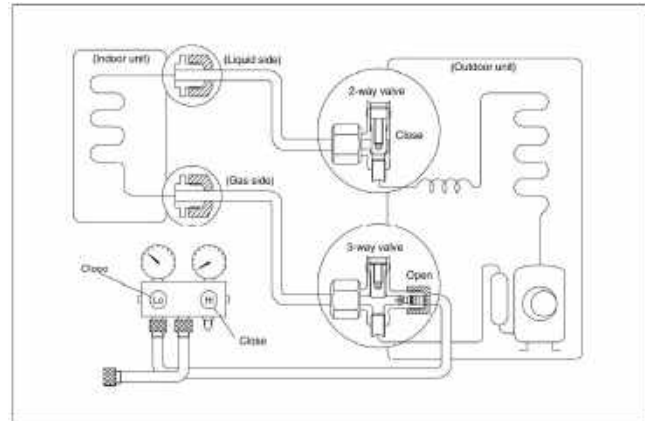 (Indoor unit)
(Liquid side)
(Outdoor unit)
2-way valve
Close
(Gas side)
3-way valve
Open
Close
Lo
Hi
Close